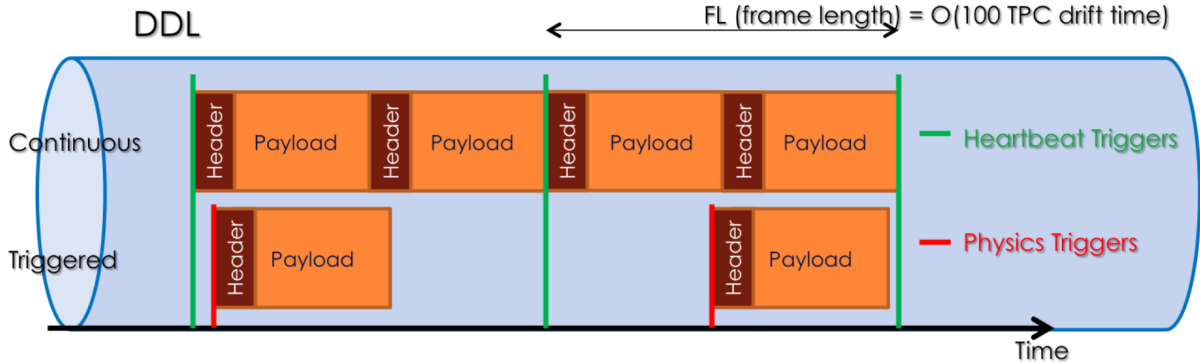 DDL
FL (frame length) = O(100 TPC drift time)
Continuous
Header
Payload
Header
Payload
Header
Payload
Header
Payload
Heartbeat Triggers
Triggered
Header
Payload
Header
Payload
Physics Triggers
Time